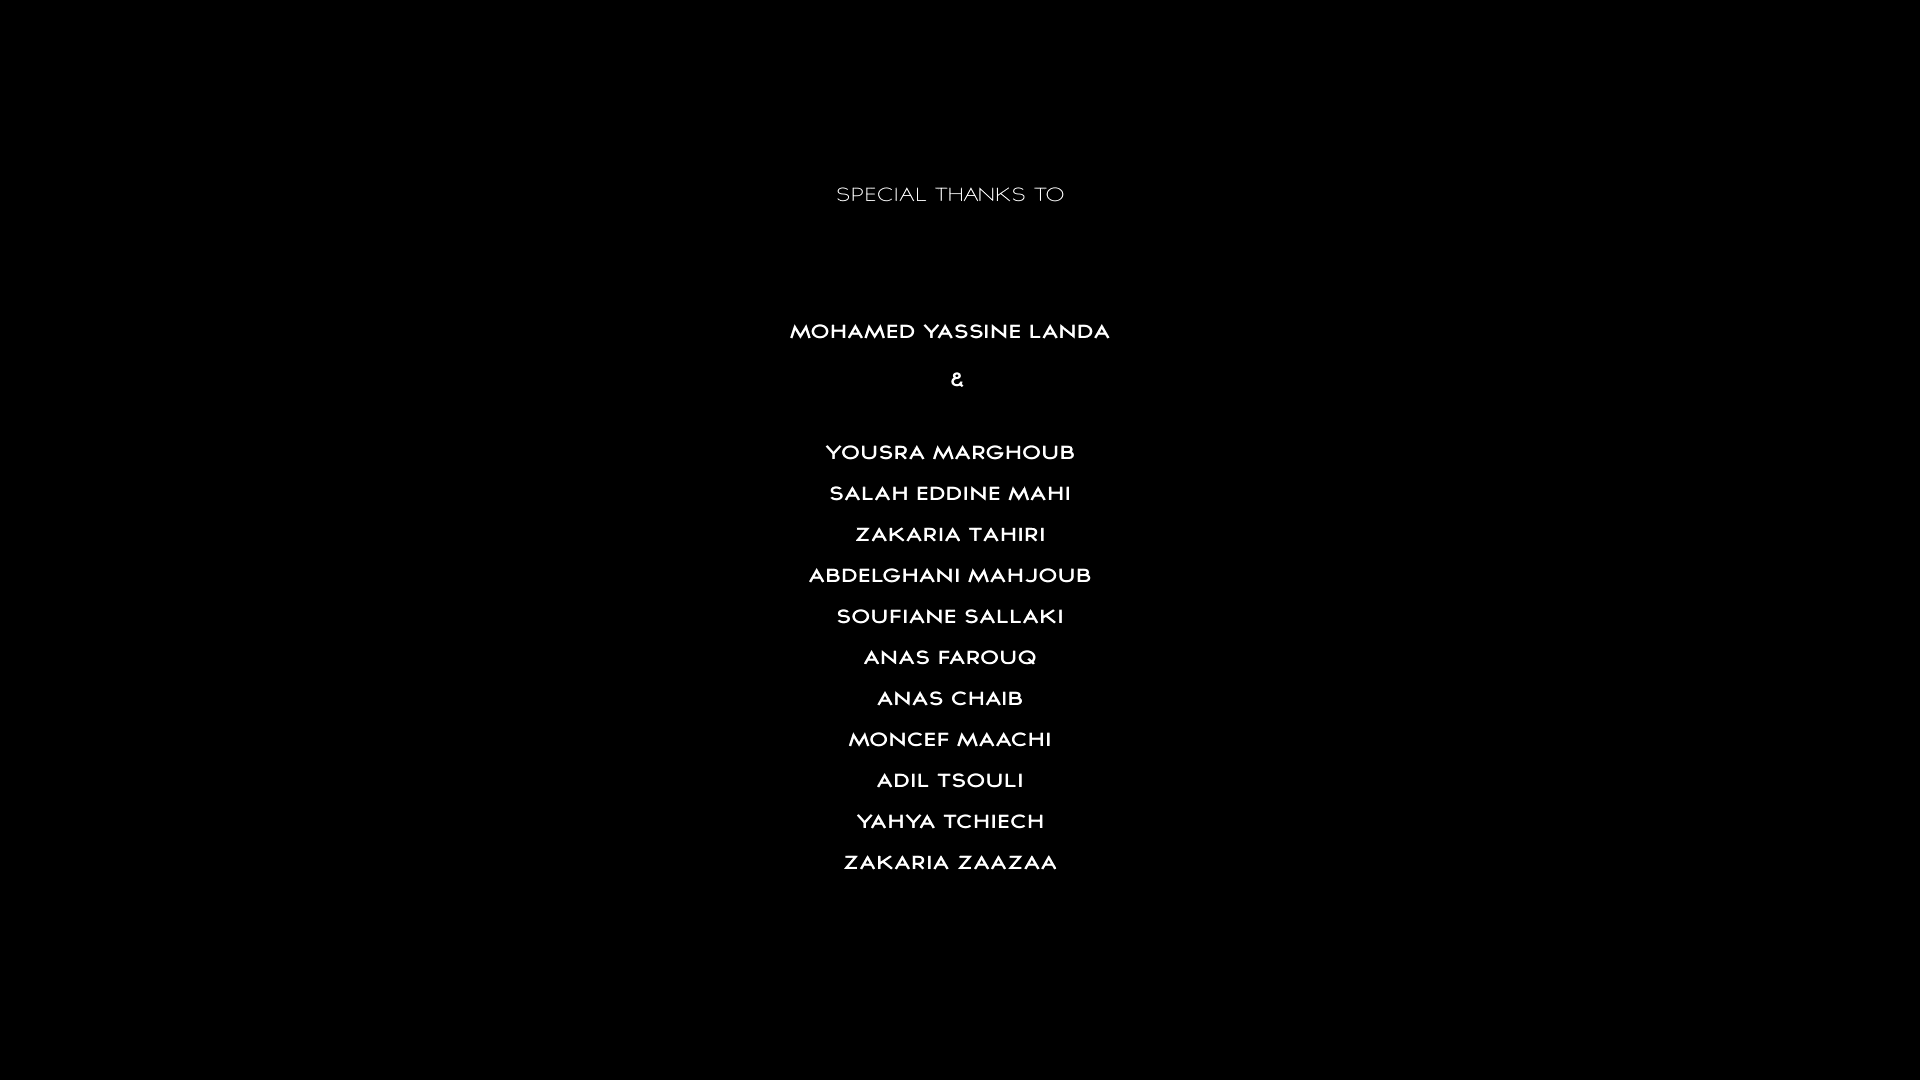 SPECIAL THANKS TO
MOHAMED YASSINE LANDA
&
YOUSRA MARGHOUB
SALAH EDDINE MAHI
ZAKARIA TAHIRI
ABDELGHANI MAHJOUB
SOUFIANE SALLAKI
ANAS FAROUQ
ANAS CHAIB
MONCEF MAACHI
ADIL TSOULI
YAHYA TCHIECH
ZAKARIA ZAAZAA